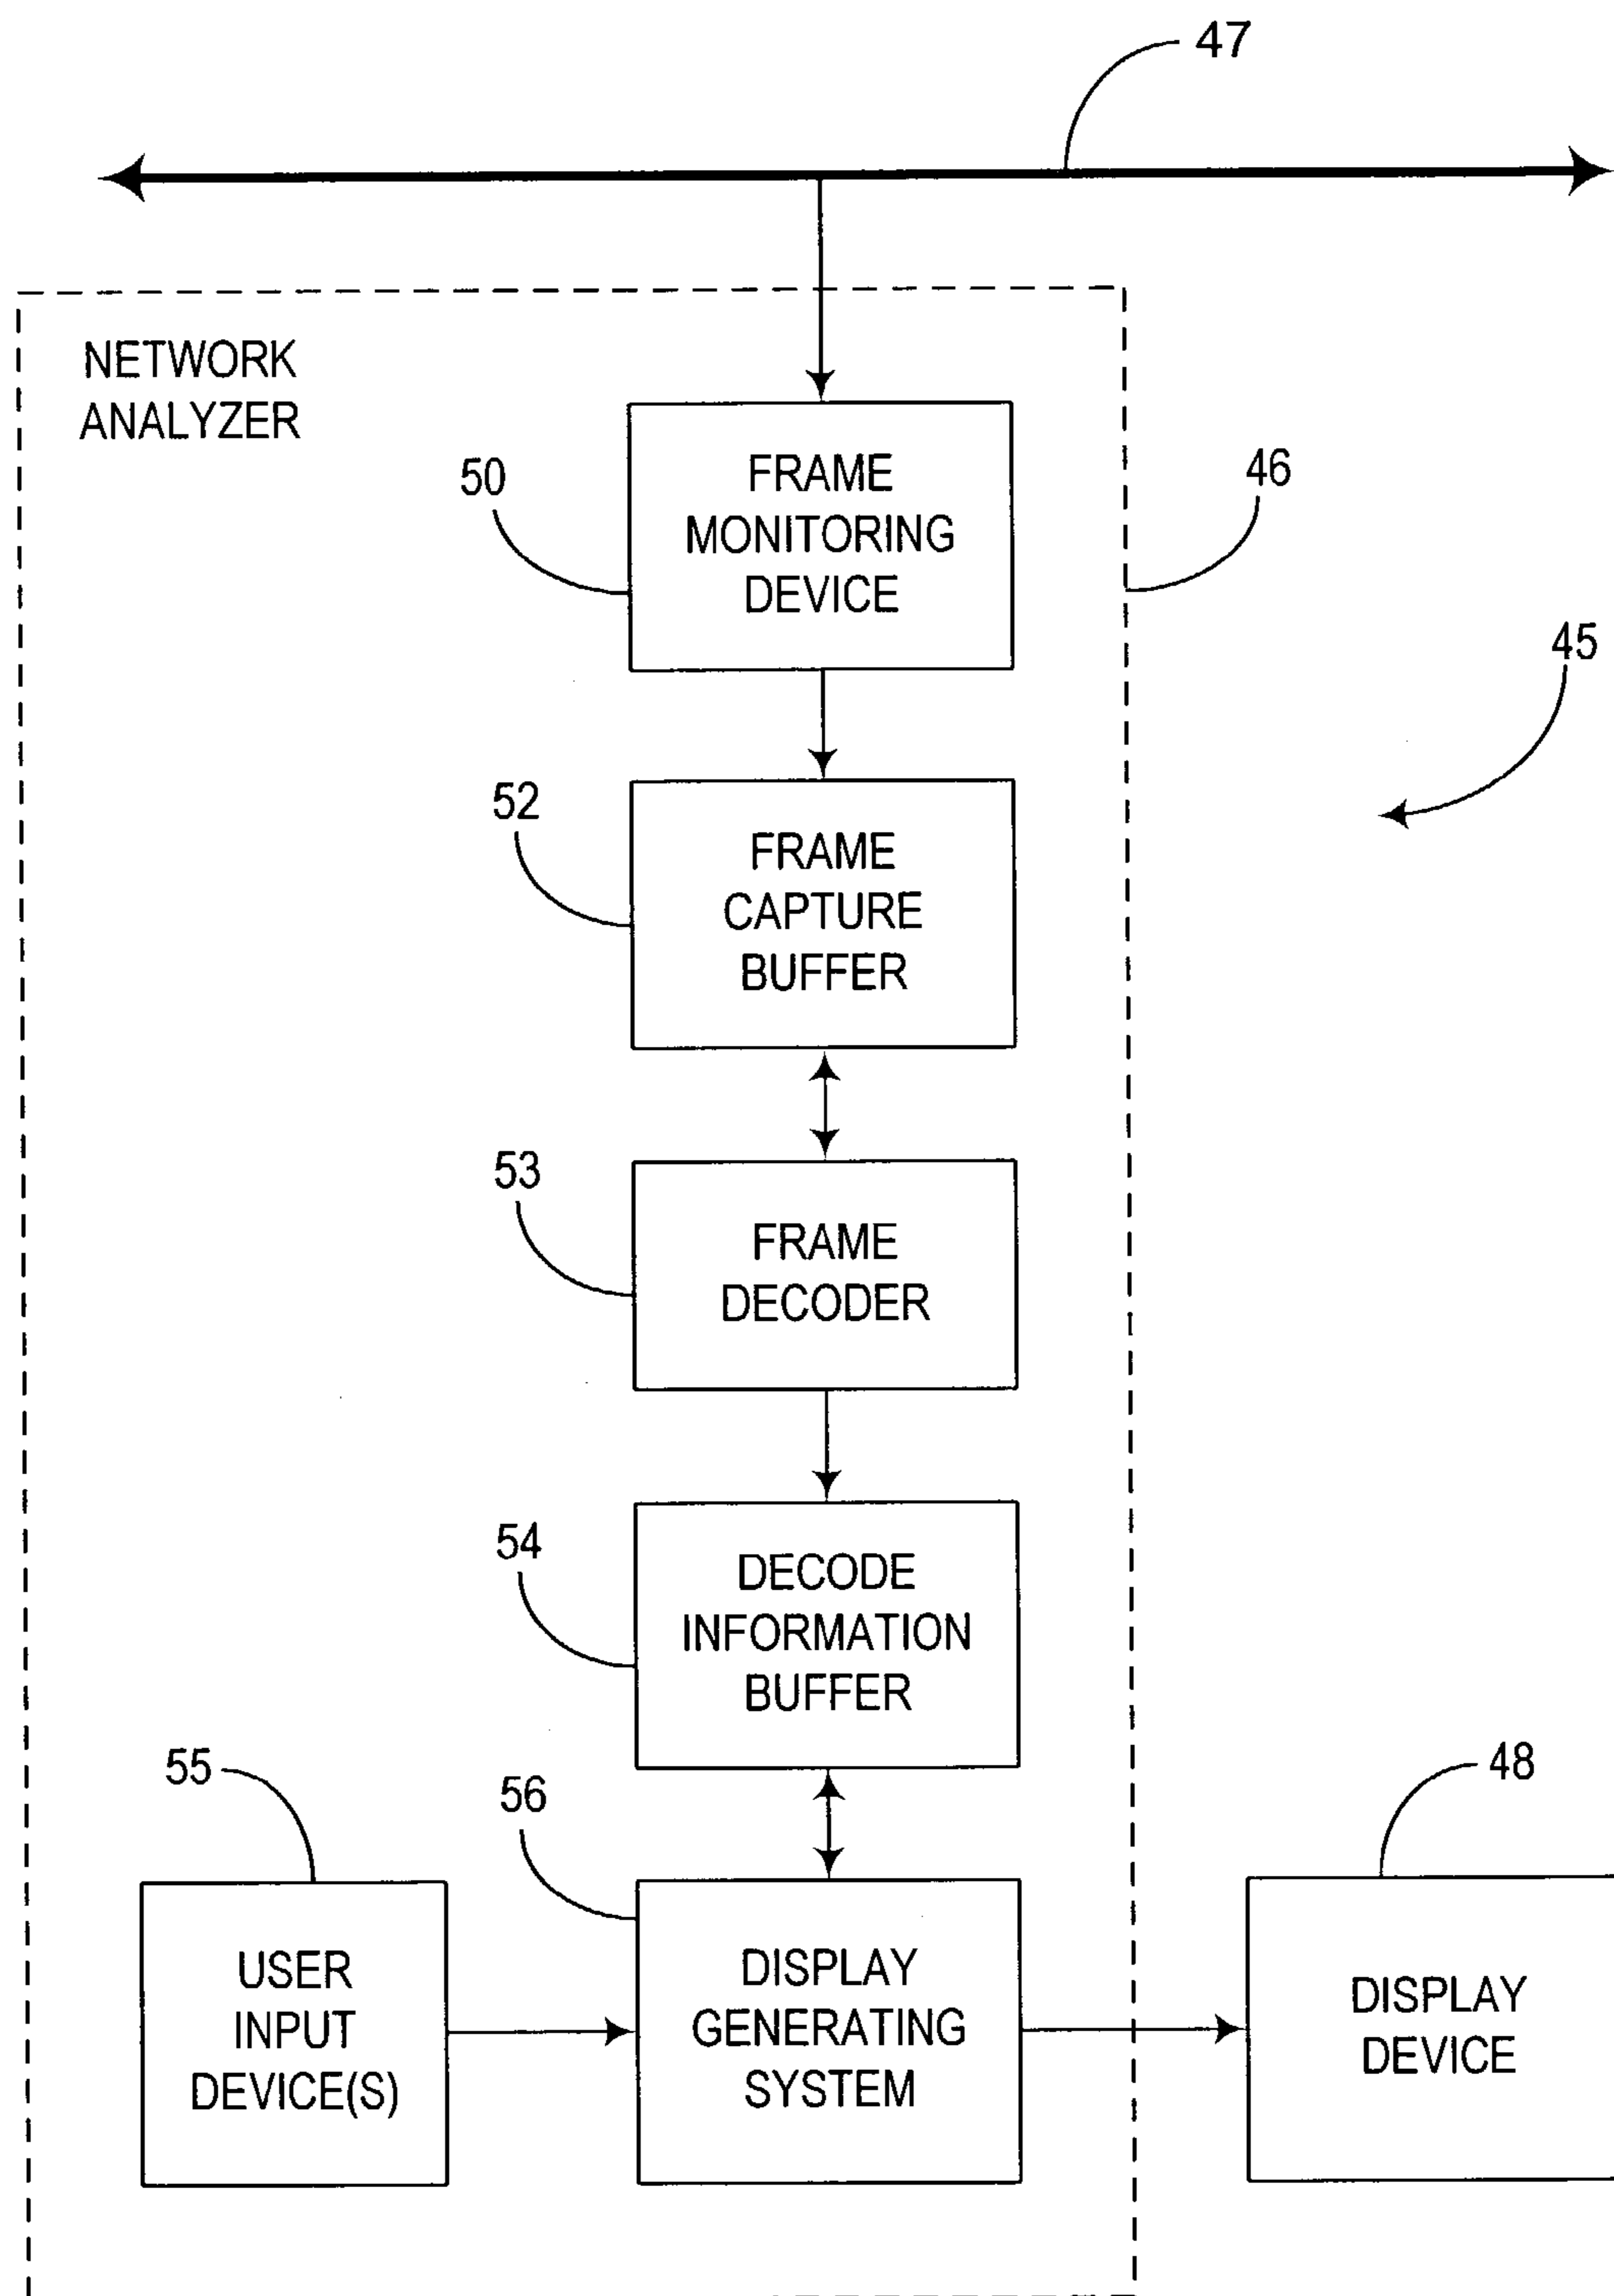 47
NETWORK
ANALYZER
50
FRAME
MONITORING
DEVICE
46
45
52
FRAME
CAPTURE
BUFFER
53
FRAME
DECODER
54
DECODE
INFORMATION
BUFFER
55
56
48
USER
INPUT
DEVICE(S)
DISPLAY
GENERATING
SYSTEM
DISPLAY
DEVICE